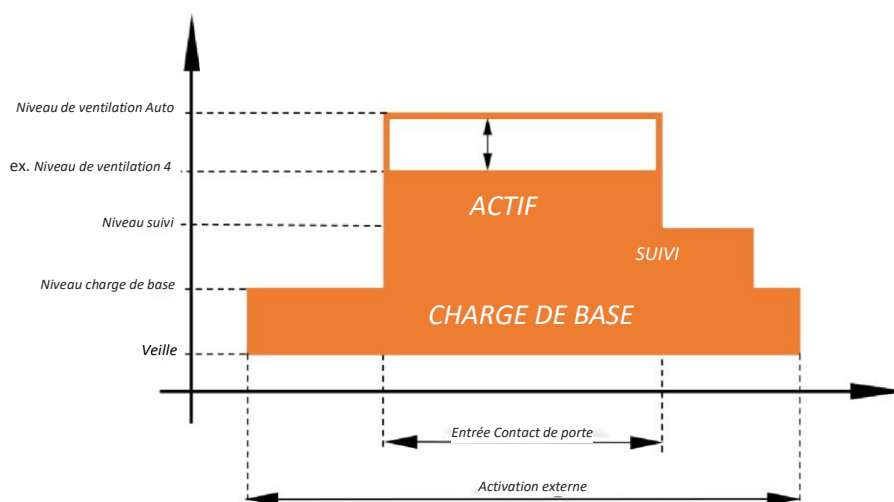 Niveau de ventilation Auto
ex. Niveau de ventilation 4
ACTIF
Niveau suivi
SUIVI
Niveau charge de base
CHARGE DE BASE
Veille
Entrée Contact de porte
Activation externe